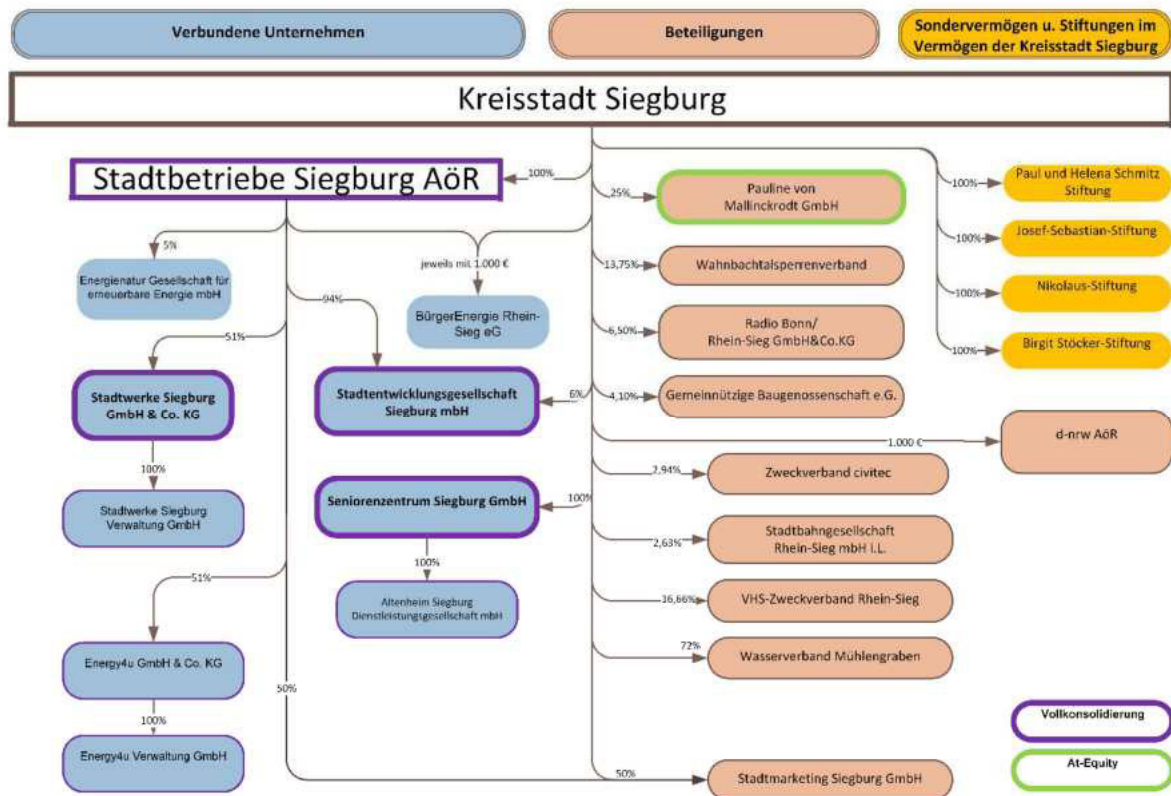 Verbundene Unternehmen
Beteiligungen
Sondervermögen u. Stiftungen im
Vermögen der Kreisstadt Siegburg
Kreisstadt Siegburg
Stadtbetriebe Siegburg AöR
100%
25%
Pauline von
Mallinckrodt GmbH
100%
Paul und Helena Schmitz
Stiftung
5%
Energienatur Gesellschaft für
erneuerbare Energie mbH
jeweils mit 1.000 €
BürgerEnergie Rhein-
Sieg eG
13,75%
Wahnbachtalsperrenverband
100%
Josef-Sebastian-Stiftung
100%
Nikolaus-Stiftung
94%
6,50%
Radio Bonn/
Rhein-Sieg GmbH&Co.KG
100%
Birgit Stöcker-Stiftung
51%
Stadtwerke Siegburg
GmbH & Co. KG
Stadtentwicklungsgesellschaft
Siegburg mbH
6%
4,10%
Gemeinnützige Baugenossenschaft e.G.
1.000 €
d-nrw AöR
100%
Stadtwerke Siegburg
Verwaltung GmbH
2,94%
Zweckverband civitec
Seniorenzentrum Siegburg GmbH
100%
2,63%
Stadtbahngesellschaft
Rhein-Sieg mbH i.L.
100%
Altenheim Siegburg
Dienstleistungsgesellschaft mbH
51%
16,66%
VHS-Zweckverband Rhein-Sieg
Energy4u GmbH & Co. KG
72%
Wasserverband Mühlengraben
100%
Energy4u Verwaltung GmbH
50%
50%
Stadtmarketing Siegburg GmbH
Vollkonsolidierung
At-Equity